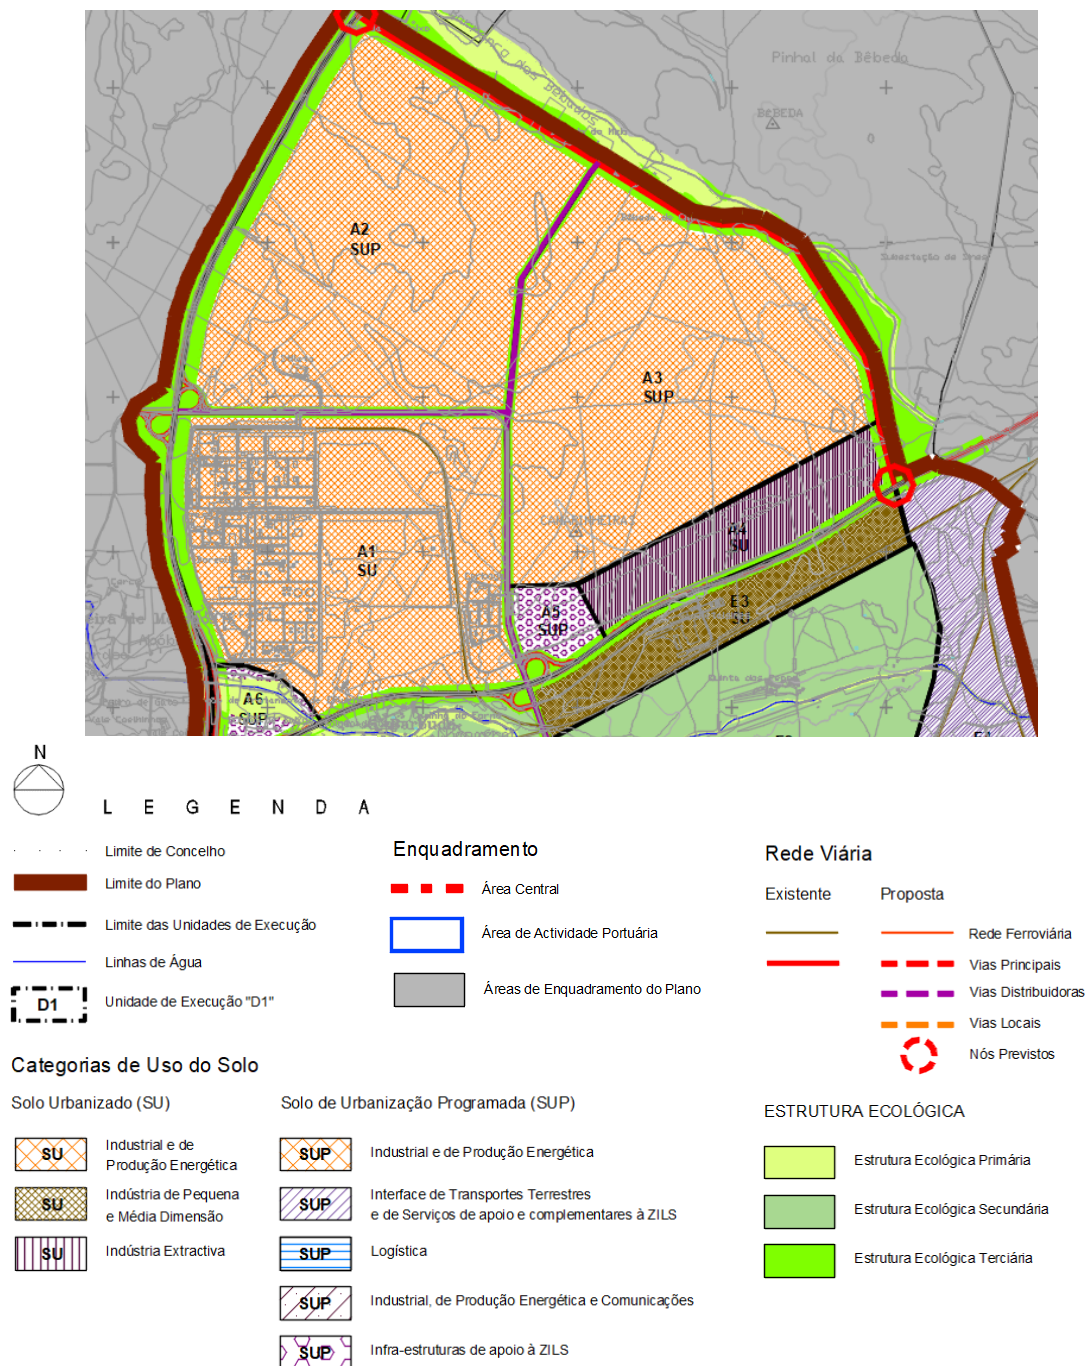 Pinhal da Bêbeda
BêBEDA
A2
SUP
A3
SUP
A4
SU
A1
SU
A5
SUP
E3
SU
A6
SUP
N
L E G E N D A
Limite de Concelho
Limite do Plano
Limite das Unidades de Execução
Linhas de Água
D1
Unidade de Execução "D1"
Enquadramento
Área Central
Área de Actividade Portuária
Áreas de Enquadramento do Plano
Rede Viária
Existente
Proposta
Rede Ferroviária
Vias Principais
Vias Distribuidoras
Vias Locais
Nós Previstos
Categorias de Uso do Solo
Solo Urbanizado (SU)
SU
Industrial e de
Produção Energética
SU
Indústria de Pequena
e Média Dimensão
SU
Indústria Extractiva
Solo de Urbanização Programada (SUP)
SUP
Industrial e de Produção Energética
SUP
Interface de Transportes Terrestres
e de Serviços de apoio e complementares à ZILS
SUP
Logística
SUP
Industrial, de Produção Energética e Comunicações
SUP
Infra-estruturas de apoio à ZILS
ESTRUTURA ECOLÓGICA
Estrutura Ecológica Primária
Estrutura Ecológica Secundária
Estrutura Ecológica Terciária